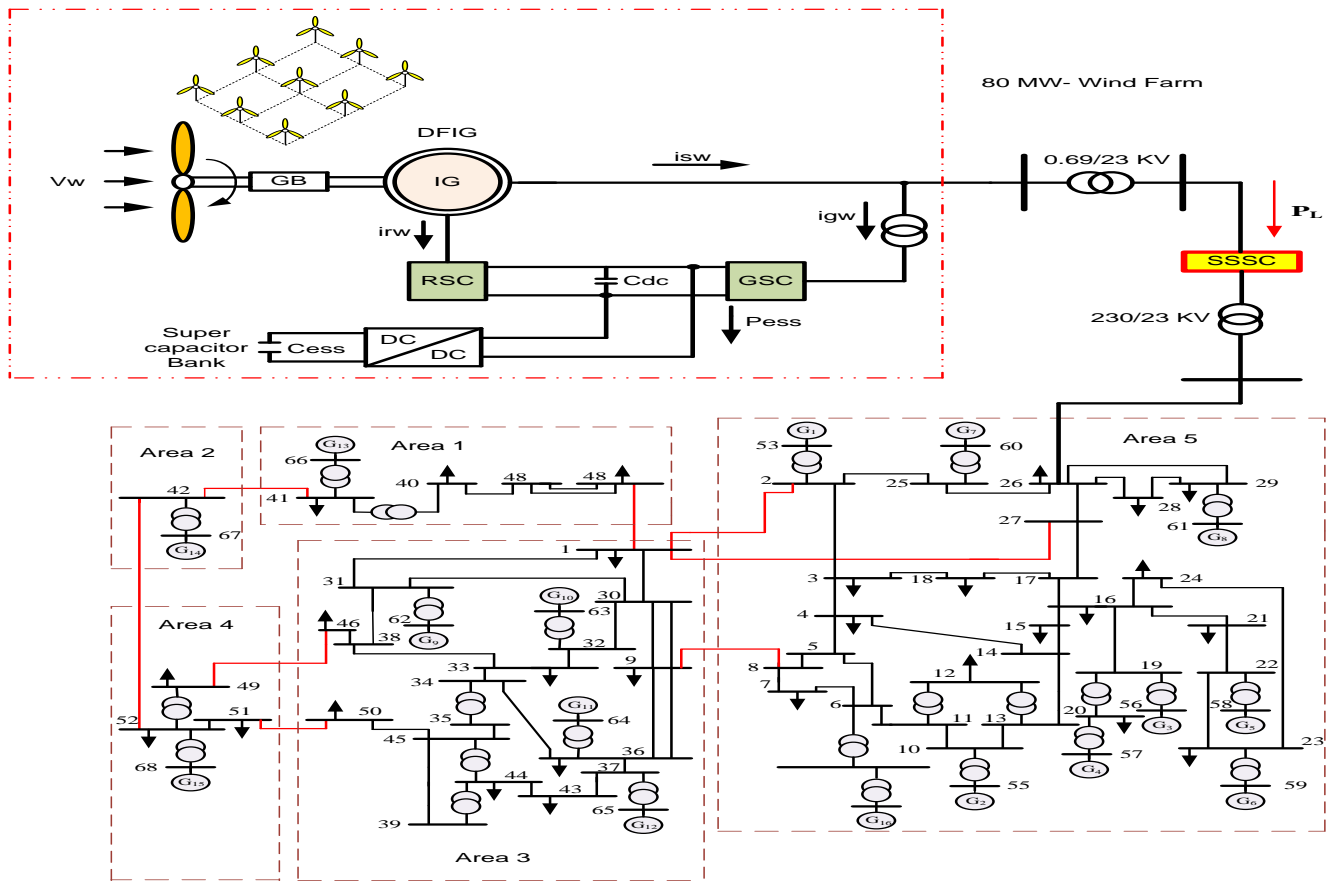 80 MW- Wind Farm
DFIG
isw
0.69/23 KV
Vw
GB
IG
igw
P_L
irw
SSSC
RSC
Cdc
GSC
230/23 KV
Pess
Super
capacitor
Bank
Cess
DC
DC
Area 2
42
67
G14
Area 1
G13
66
41
40
48
48
Area 4
49
52
51
68
G15
1
31
30
46
62
38
G9
G10
63
32
9
33
34
G11
50
35
64
45
36
37
44
43
65
39
G12
Area 3
Area 5
G1
53
2
G7
60
25
26
28
29
61
G8
27
3
18
17
24
4
16
15
21
5
14
8
7
12
19
22
6
20
56
58
11
13
G3
G5
10
57
23
G4
55
59
G2
G6
G16